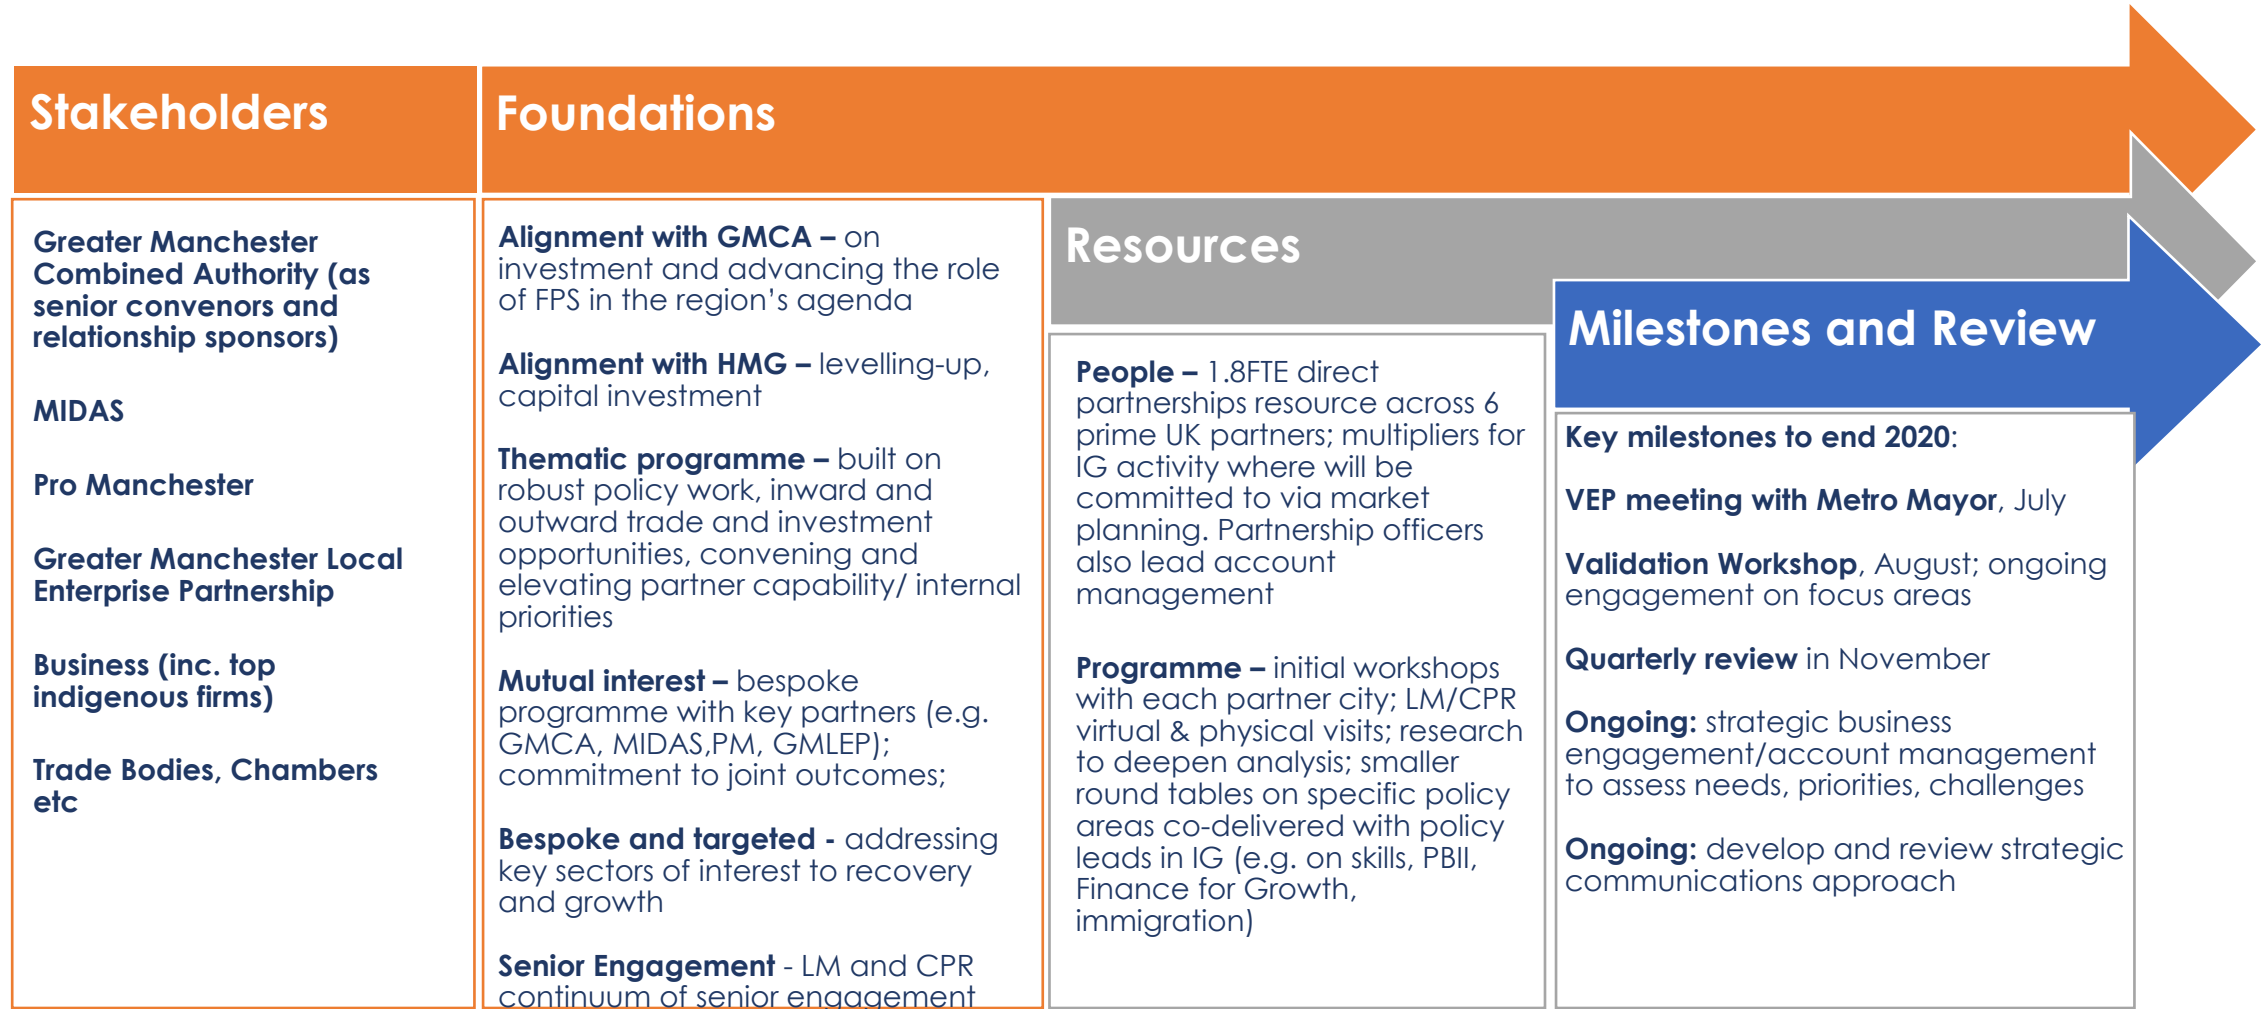 Stakeholders
Greater Manchester
Combined Authority (as
senior convenors and
relationship sponsors)
MIDAS
Pro Manchester
Greater Manchester Local
Enterprise Partnership
Business (inc. top
indigenous firms)
Trade Bodies, Chambers
etc
Foundations
Alignment with GMCA – on
investment and advancing the role
of FPS in the region’s agenda
Alignment with HMG – levelling-up,
capital investment
Thematic programme – built on
robust policy work, inward and
outward trade and investment
opportunities, convening and
elevating partner capability/ internal
priorities
Mutual interest – bespoke
programme with key partners (e.g.
GMCA, MIDAS,PM, GMLEP);
commitment to joint outcomes;
Bespoke and targeted - addressing
key sectors of interest to recovery
and growth
Senior Engagement - LM and CPR
continuum of senior engagement
Resources
People – 1.8FTE direct
partnerships resource across 6
prime UK partners; multipliers for
IG activity where will be
committed to via market
planning. Partnership officers
also lead account
management
Programme – initial workshops
with each partner city; LM/CPR
virtual & physical visits; research
to deepen analysis; smaller
round tables on specific policy
areas co-delivered with policy
leads in IG (e.g. on skills, PBII,
Finance for Growth,
immigration)
Milestones and Review
Key milestones to end 2020:
VEP meeting with Metro Mayor, July
Validation Workshop, August; ongoing
engagement on focus areas
Quarterly review in November
Ongoing: strategic business
engagement/account management
to assess needs, priorities, challenges
Ongoing: develop and review strategic
communications approach